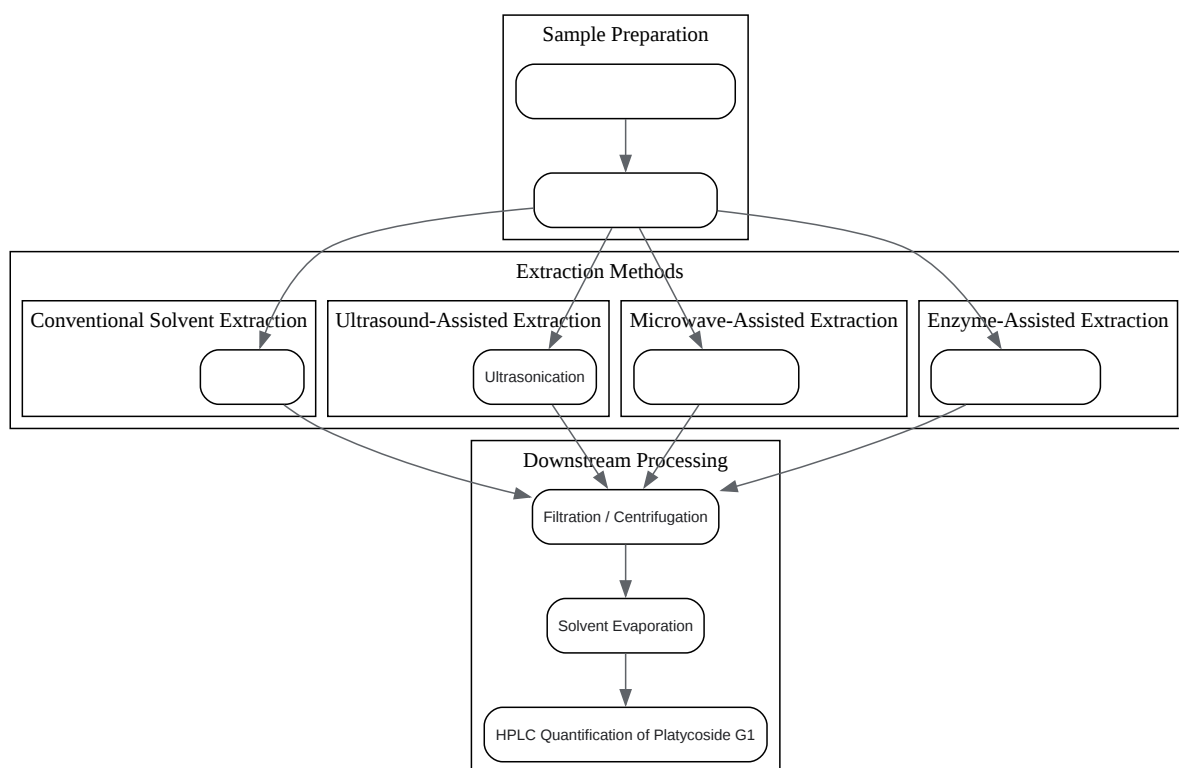 Sample Preparation
Extraction Methods
Conventional Solvent Extraction
Ultrasound-Assisted Extraction
Microwave-Assisted Extraction
Enzyme-Assisted Extraction
Ultrasonication
Downstream Processing
Filtration / Centrifugation
Solvent Evaporation
HPLC Quantification of Platycoside G1